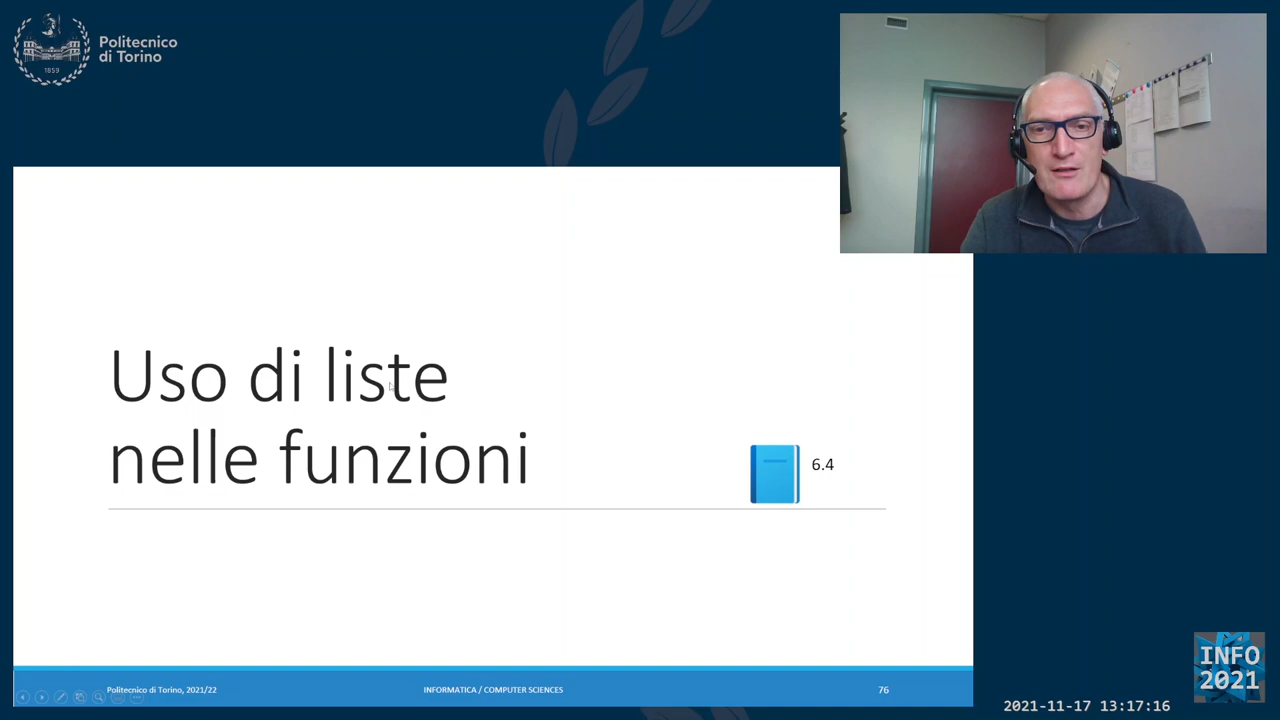 Politecnico
di Torino
1859
Uso di liste
nelle funzioni
6.4
Politecnico di Torino, 2021/22
INFORMATICA / COMPUTER SCIENCES
76
INFO
2021
2021-11-17 13:17:16